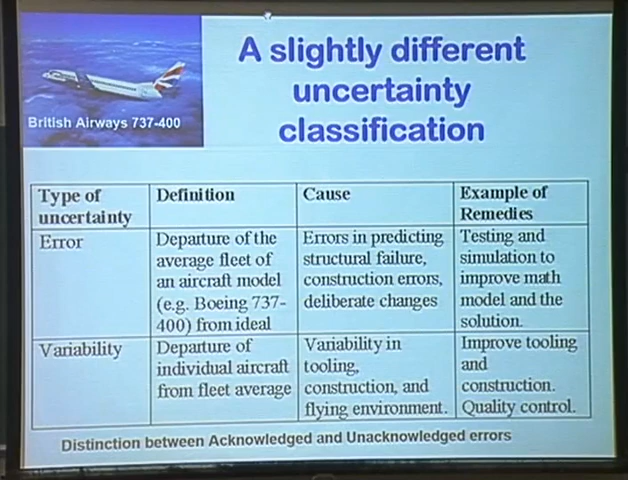 A slightly different
uncertainty
classification
British Airways 737-400
Type of
uncertainty
Definition
Cause
Example of
Remedies
Error
Departure of the
average fleet of
an aircraft model
(e.g. Boeing 737-
400) from ideal
Errors in predicting
structural failure,
construction errors,
deliberate changes
Testing and
simulation to
improve math
model and the
solution.
Variability
Departure of
individual aircraft
from fleet average
Variability in
tooling,
construction, and
flying environment.
Improve tooling
and
construction.
Quality control.
Distinction between Acknowledged and Unacknowledged errors